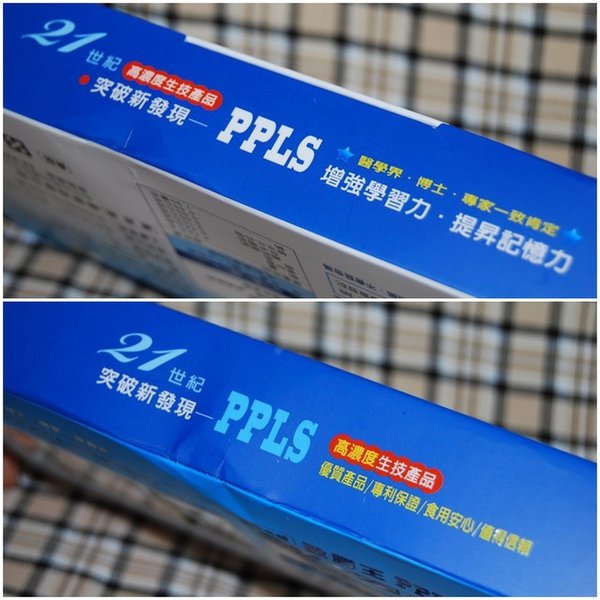 21世紀
高濃度生技產品
突破新發現—PPLS
醫學界．博士．專家一致肯定
增強學習力．提昇記憶力
21世紀
突破新發現—PPLS
高濃度生技產品
優質產品/專利保證/食用安心/值得信賴